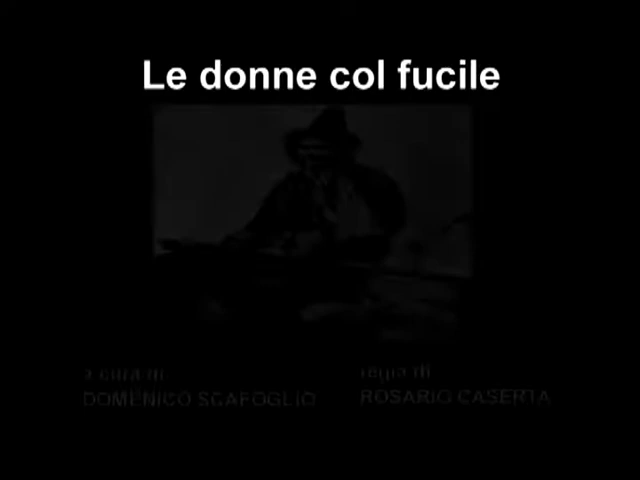 Le donne col fucile
a cura di
regia di
DOMENICO SCAFOGLIO
ROSARIO CASERTA